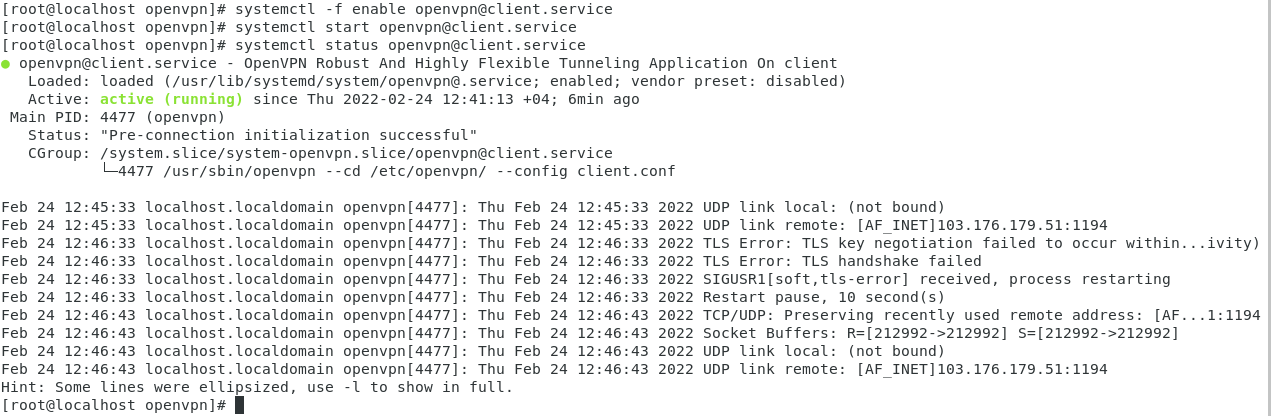 [root@localhost openvpn]# systemctl -f enable openvpn@client.service
[root@localhost openvpn]# systemctl start openvpn@client.service
[root@localhost openvpn]# systemctl status openvpn@client.service
● openvpn@client.service - OpenVPN Robust And Highly Flexible Tunneling Application On client
   Loaded: loaded (/usr/lib/systemd/system/openvpn@.service; enabled; vendor preset: disabled)
   Active: active (running) since Thu 2022-02-24 12:41:13 +04; 6min ago
 Main PID: 4477 (openvpn)
   Status: "Pre-connection initialization successful"
   CGroup: /system.slice/system-openvpn.slice/openvpn@client.service
           └─4477 /usr/sbin/openvpn --cd /etc/openvpn/ --config client.conf

Feb 24 12:45:33 localhost.localdomain openvpn[4477]: Thu Feb 24 12:45:33 2022 UDP link local: (not bound)
Feb 24 12:45:33 localhost.localdomain openvpn[4477]: Thu Feb 24 12:45:33 2022 UDP link remote: [AF_INET]103.176.179.51:1194
Feb 24 12:46:33 localhost.localdomain openvpn[4477]: Thu Feb 24 12:46:33 2022 TLS Error: TLS key negotiation failed to occur within...ivity)
Feb 24 12:46:33 localhost.localdomain openvpn[4477]: Thu Feb 24 12:46:33 2022 TLS Error: TLS handshake failed
Feb 24 12:46:33 localhost.localdomain openvpn[4477]: Thu Feb 24 12:46:33 2022 SIGUSR1[soft,tls-error] received, process restarting
Feb 24 12:46:33 localhost.localdomain openvpn[4477]: Thu Feb 24 12:46:33 2022 Restart pause, 10 second(s)
Feb 24 12:46:43 localhost.localdomain openvpn[4477]: Thu Feb 24 12:46:43 2022 TCP/UDP: Preserving recently used remote address: [AF...1:1194
Feb 24 12:46:43 localhost.localdomain openvpn[4477]: Thu Feb 24 12:46:43 2022 Socket Buffers: R=[212992->212992] S=[212992->212992]
Feb 24 12:46:43 localhost.localdomain openvpn[4477]: Thu Feb 24 12:46:43 2022 UDP link local: (not bound)
Feb 24 12:46:43 localhost.localdomain openvpn[4477]: Thu Feb 24 12:46:43 2022 UDP link remote: [AF_INET]103.176.179.51:1194
Hint: Some lines were ellipsized, use -l to show in full.
[root@localhost openvpn]#